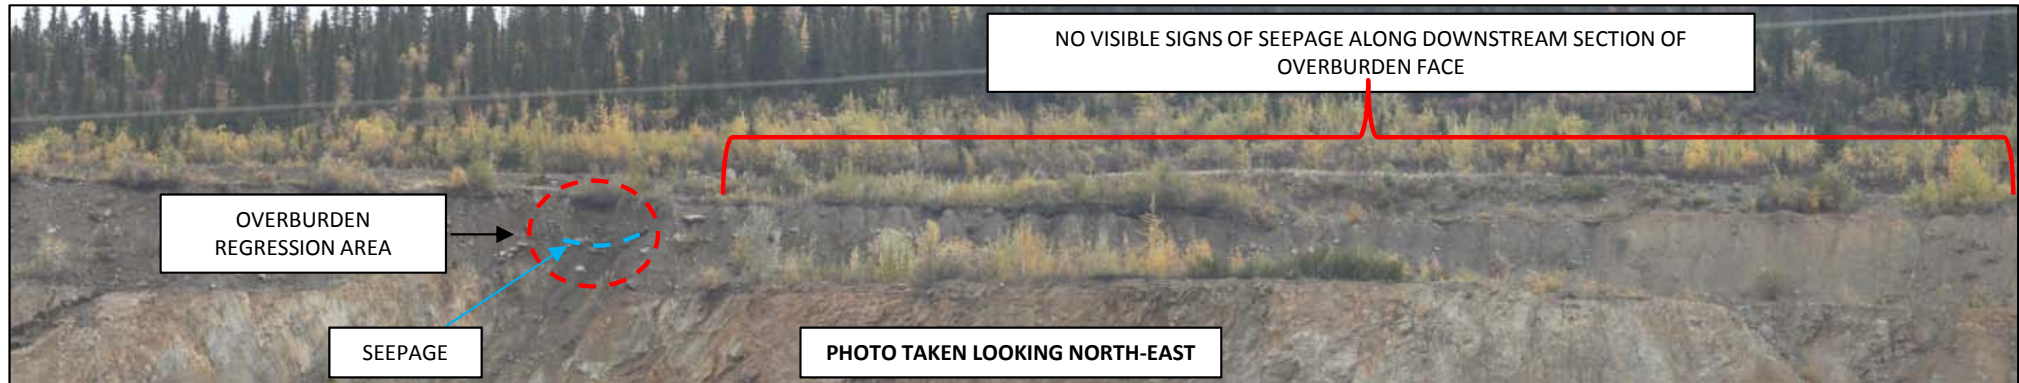 NO VISIBLE SIGNS OF SEEPAGE ALONG DOWNSTREAM SECTION OF
OVERBURDEN FACE
OVERBURDEN
REGRESSION AREA
SEEPAGE
PHOTO TAKEN LOOKING NORTH-EAST